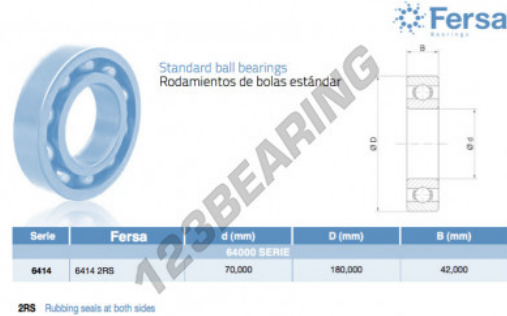 Fersa
Bearings
Standard ball bearings
Rodamientos de bolas estándar
B
Ø D
Ø d
123BEARING
Serie Fersa d (mm) D (mm) B (mm)
64000 SERIE
6414 6414 2RS 70,000 180,000 42,000
2RS Rubbing seals at both sides